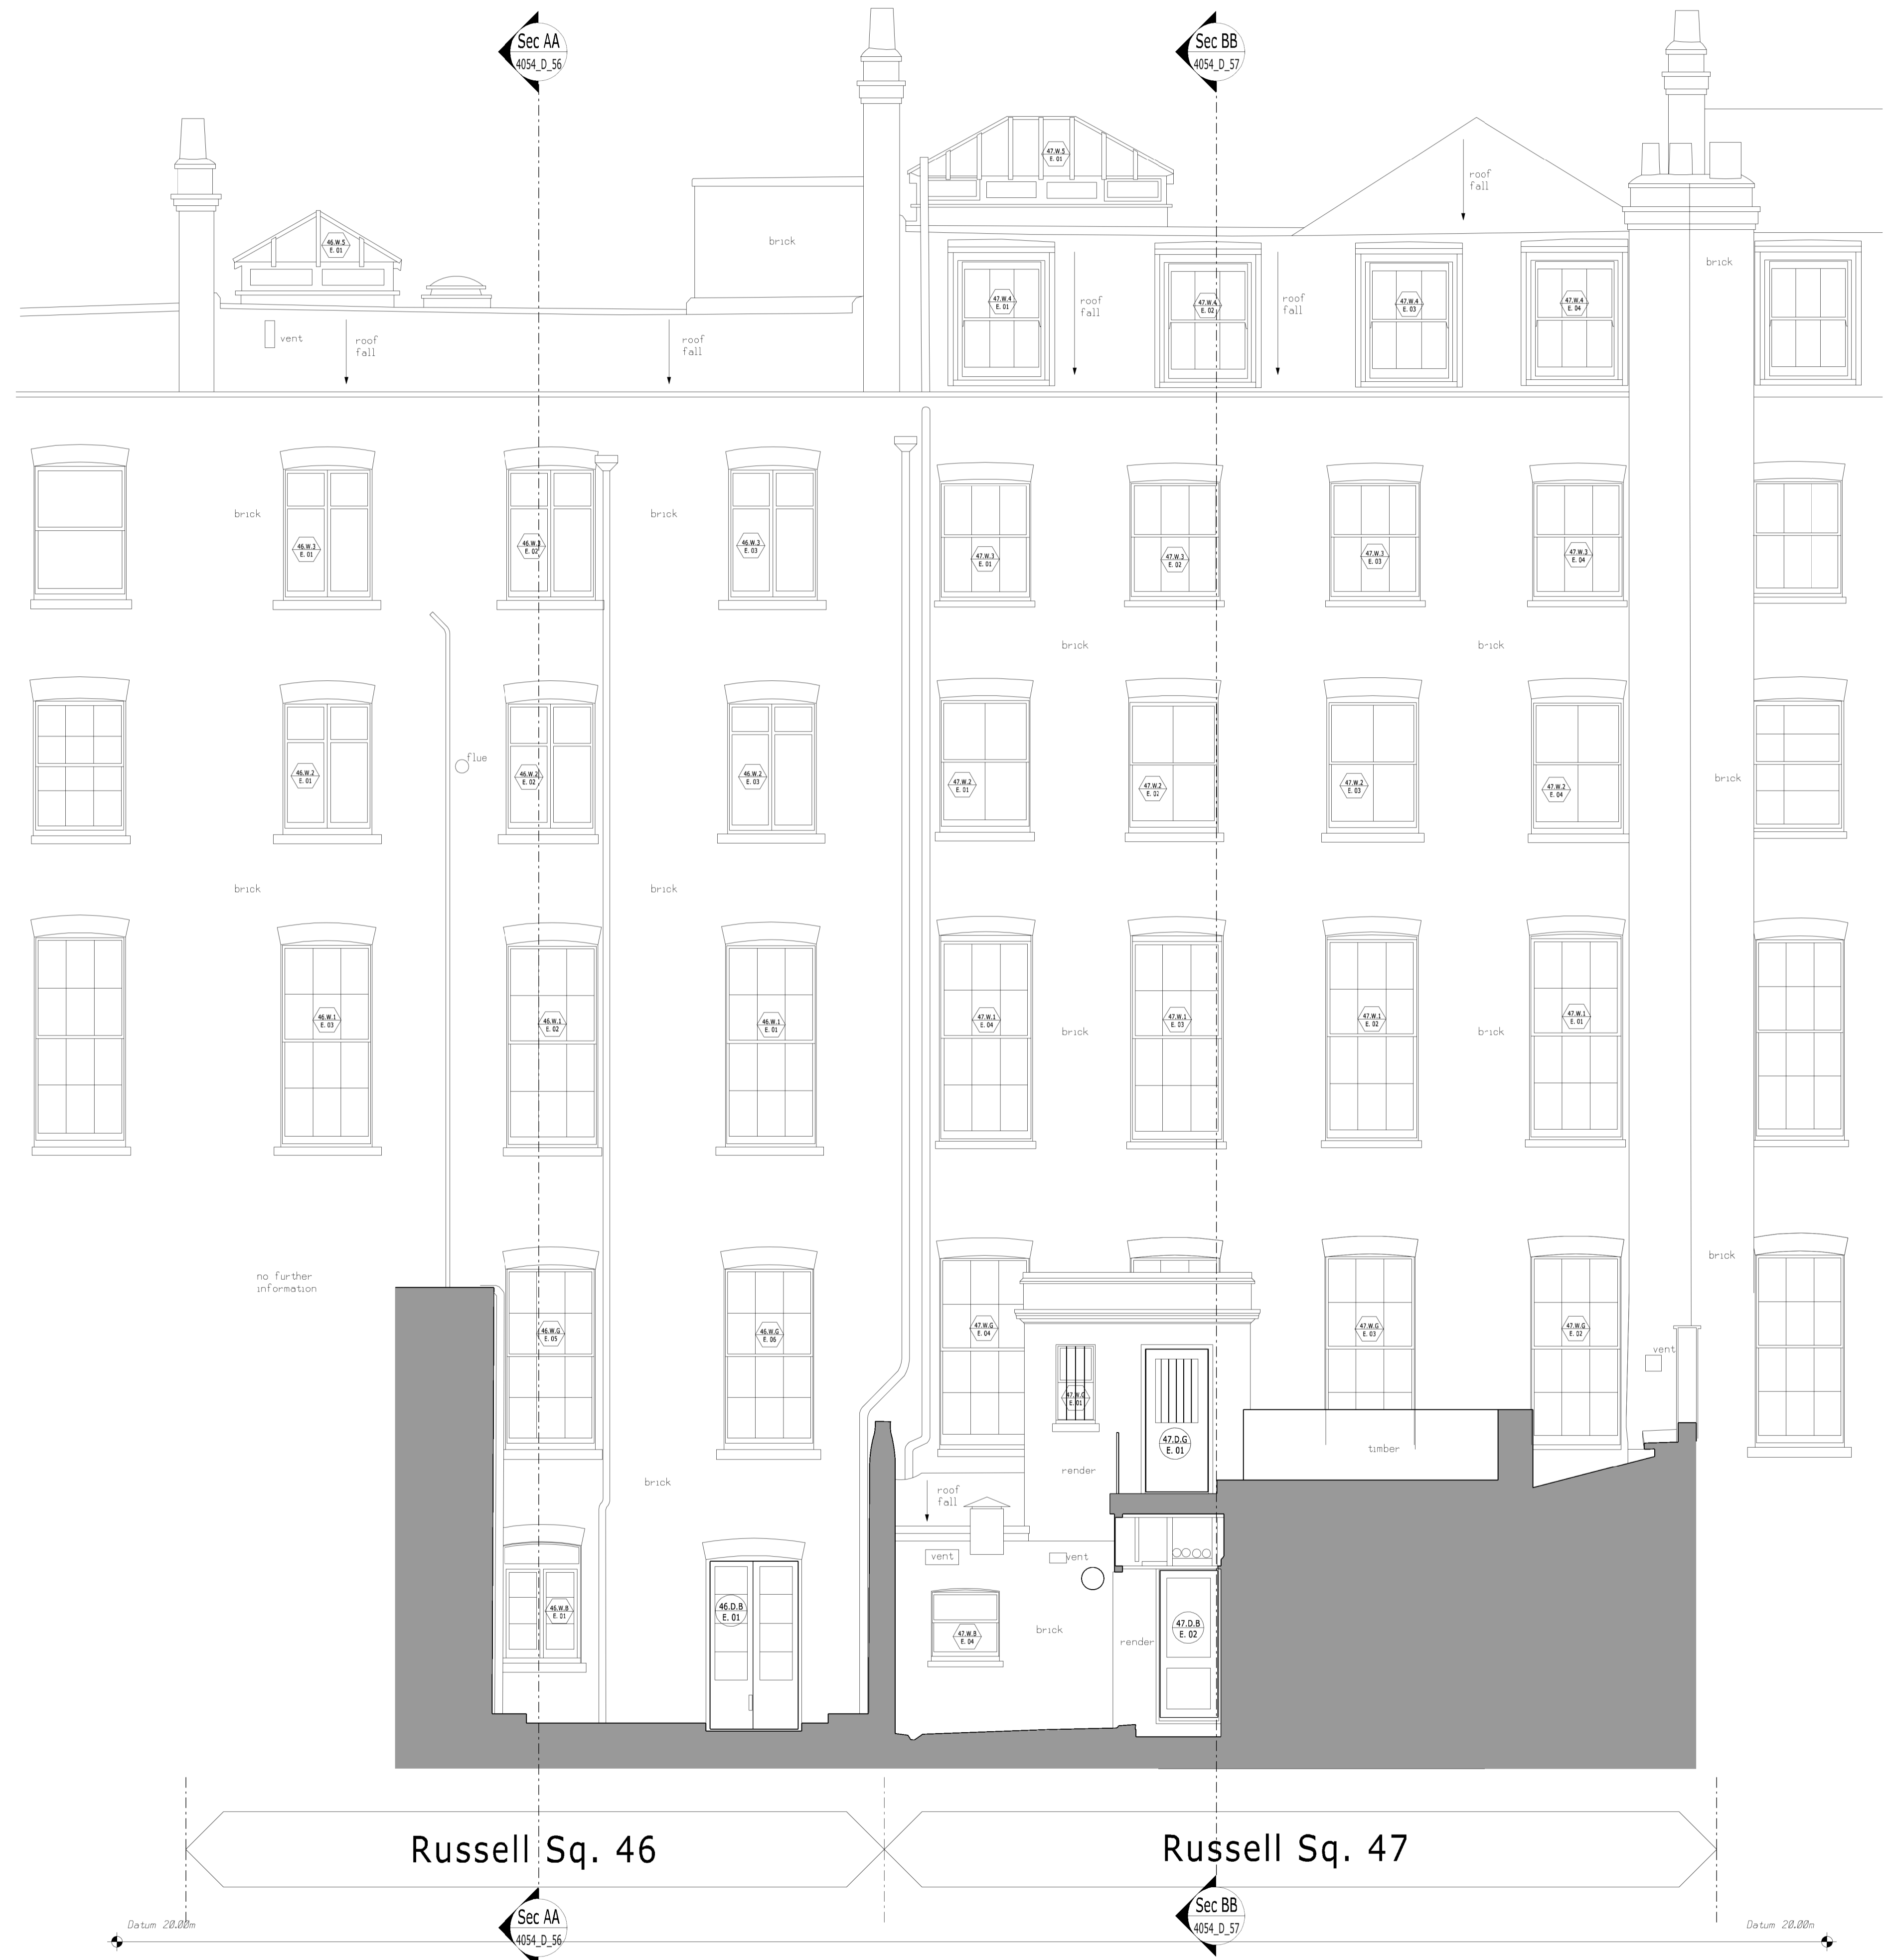 Sec AA
4054_D_56
Sec BB
4054_D_57
47.W.5
E. 01
roof
fall
46.W.5
E. 01
brick
brick
vent
roof
fall
roof
fall
47.W.4
E. 01
roof
fall
47.W.4
E. 02
roof
fall
47.W.4
E. 03
47.W.4
E. 04
brick
46.W.3
E. 01
46.W.3
E. 02
brick
46.W.3
E. 03
47.W.3
E. 01
47.W.3
E. 02
47.W.3
E. 03
47.W.3
E. 04
brick
brick
flue
46.W.2
E. 01
46.W.2
E. 02
46.W.2
E. 03
47.W.2
E. 01
47.W.2
E. 02
47.W.2
E. 03
47.W.2
E. 04
brick
brick
brick
46.W.1
E. 03
46.W.1
E. 02
46.W.1
E. 01
47.W.1
E. 04
47.W.1
E. 03
brick
47.W.1
E. 02
brick
47.W.1
E. 01
brick
no further
information
46.W.G
E. 05
46.W.G
E. 06
47.W.G
E. 04
47.W.G
E. 03
47.W.G
E. 02
vent
47.W.G
E. 01
47.D.G
E. 01
timber
render
brick
roof
fall
vent
vent
46.W.B
E. 01
46.D.B
E. 01
47.W.B
E. 04
brick
render
47.D.B
E. 02
Russell Sq. 46
Russell Sq. 47
Datum 20.00m
Sec AA
4054_D_56
Sec BB
4054_D_57
Datum 20.00m